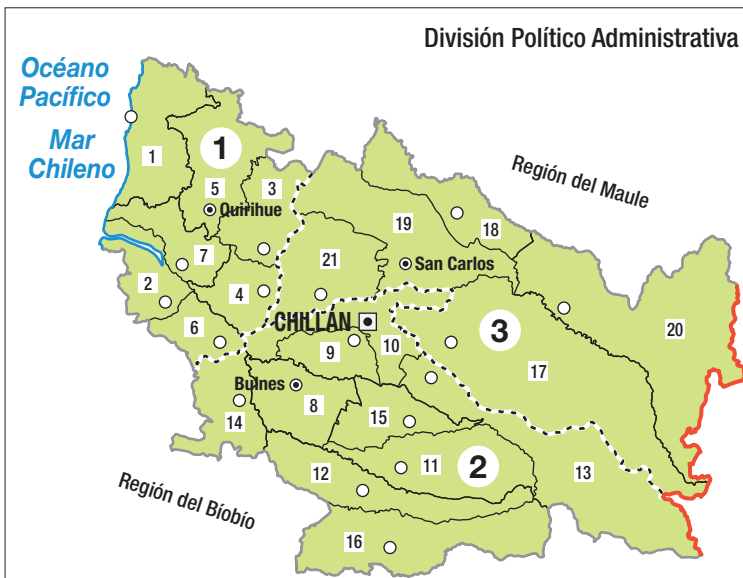 División Político Administrativa
Océano
Pacífico
Mar
Chileno
Región del Maule
1
1
5
3
Quirihue
19
18
7
21
San Carlos
2
4
20
CHILLÁN
3
6
9
10
17
Bulnes
8
14
15
12
11
2
13
Región del Bíobío
16